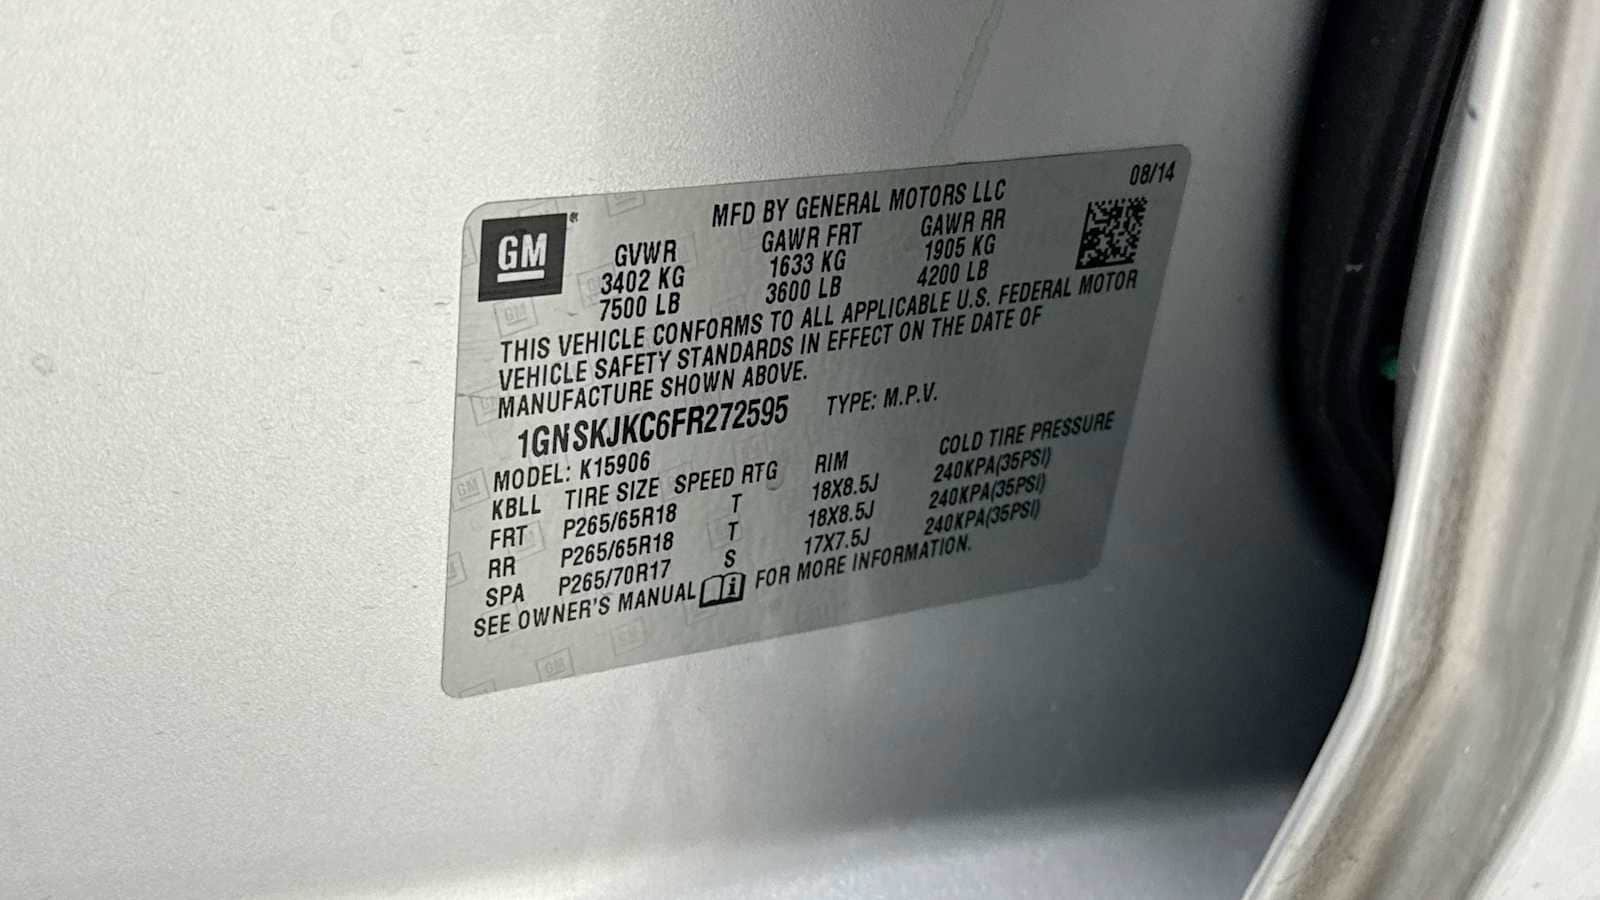 08/14
MFD BY GENERAL MOTORS LLC
GM
GVWR GAWR FRT GAWR RR
3402 KG 1633 KG 1905 KG
7500 LB 3600 LB 4200 LB
THIS VEHICLE CONFORMS TO ALL APPLICABLE U.S. FEDERAL MOTOR
VEHICLE SAFETY STANDARDS IN EFFECT ON THE DATE OF
MANUFACTURE SHOWN ABOVE.
1GNSKJKC6FR272595 TYPE: M.P.V.
MODEL: K15906
KBLL TIRE SIZE SPEED RTG RIM COLD TIRE PRESSURE
FRT P265/65R18 T 18X8.5J 240KPA(35PSI)
RR P265/65R18 T 18X8.5J 240KPA(35PSI)
SPA P265/70R17 S 17X7.5J 240KPA(35PSI)
SEE OWNER'S MANUAL FOR MORE INFORMATION.